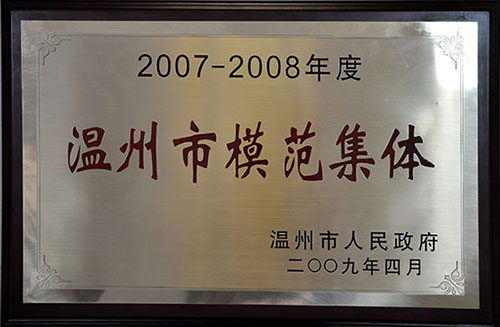 2007-2008年度
温州市模范集体
温州市人民政府
二〇〇九年四月